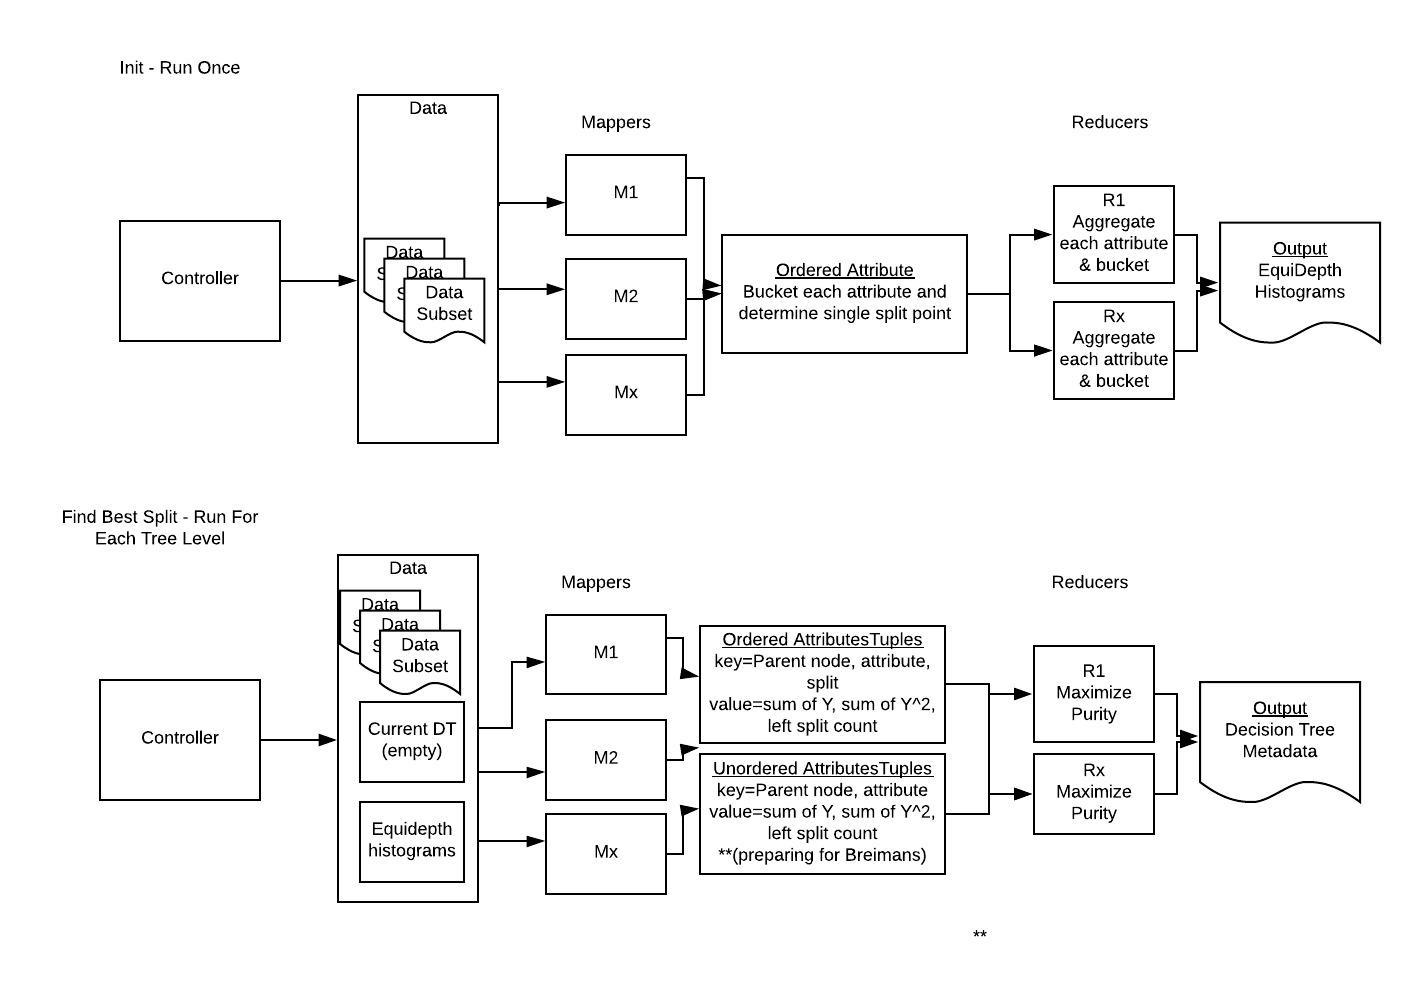 Init - Run Once
Data
Mappers
Reducers
Controller
Data
S
Data
S
Data
Subset
M1
M2
Mx
Ordered Attribute
Bucket each attribute and
determine single split point
R1
Aggregate
each attribute
& bucket
Rx
Aggregate
each attribute
& bucket
Output
EquiDepth
Histograms
Find Best Split - Run For
Each Tree Level
Data
Mappers
Reducers
Controller
Data
S
Data
S
Data
Subset
Current DT
(empty)
Equidepth
histograms
M1
M2
Mx
Ordered AttributesTuples
key=Parent node, attribute,
split
value=sum of Y, sum of Y^2,
left split count
Unordered AttributesTuples
key=Parent node, attribute
value=sum of Y, sum of Y^2,
left split count
**(preparing for Breimans)
R1
Maximize
Purity
Rx
Maximize
Purity
Output
Decision Tree
Metadata
**